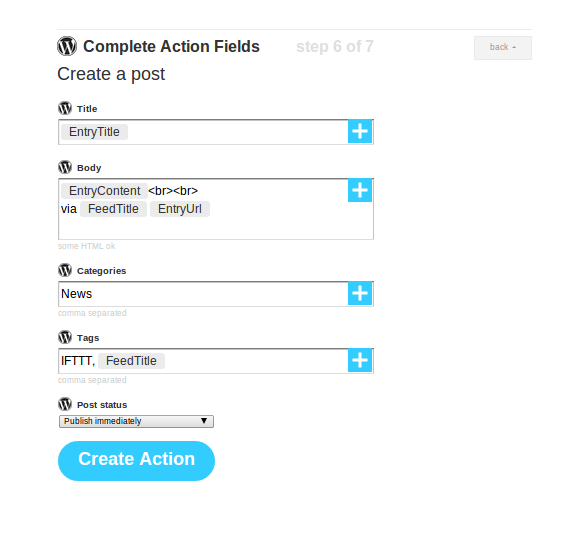 Complete Action Fields step 6 of 7 back
Create a post
Title
EntryTitle
Body
EntryContent <br><br>
via FeedTitle EntryUrl
some HTML ok
Categories
News
comma separated
Tags
IFTTT, FeedTitle
comma separated
Post status
Publish immediately
Create Action